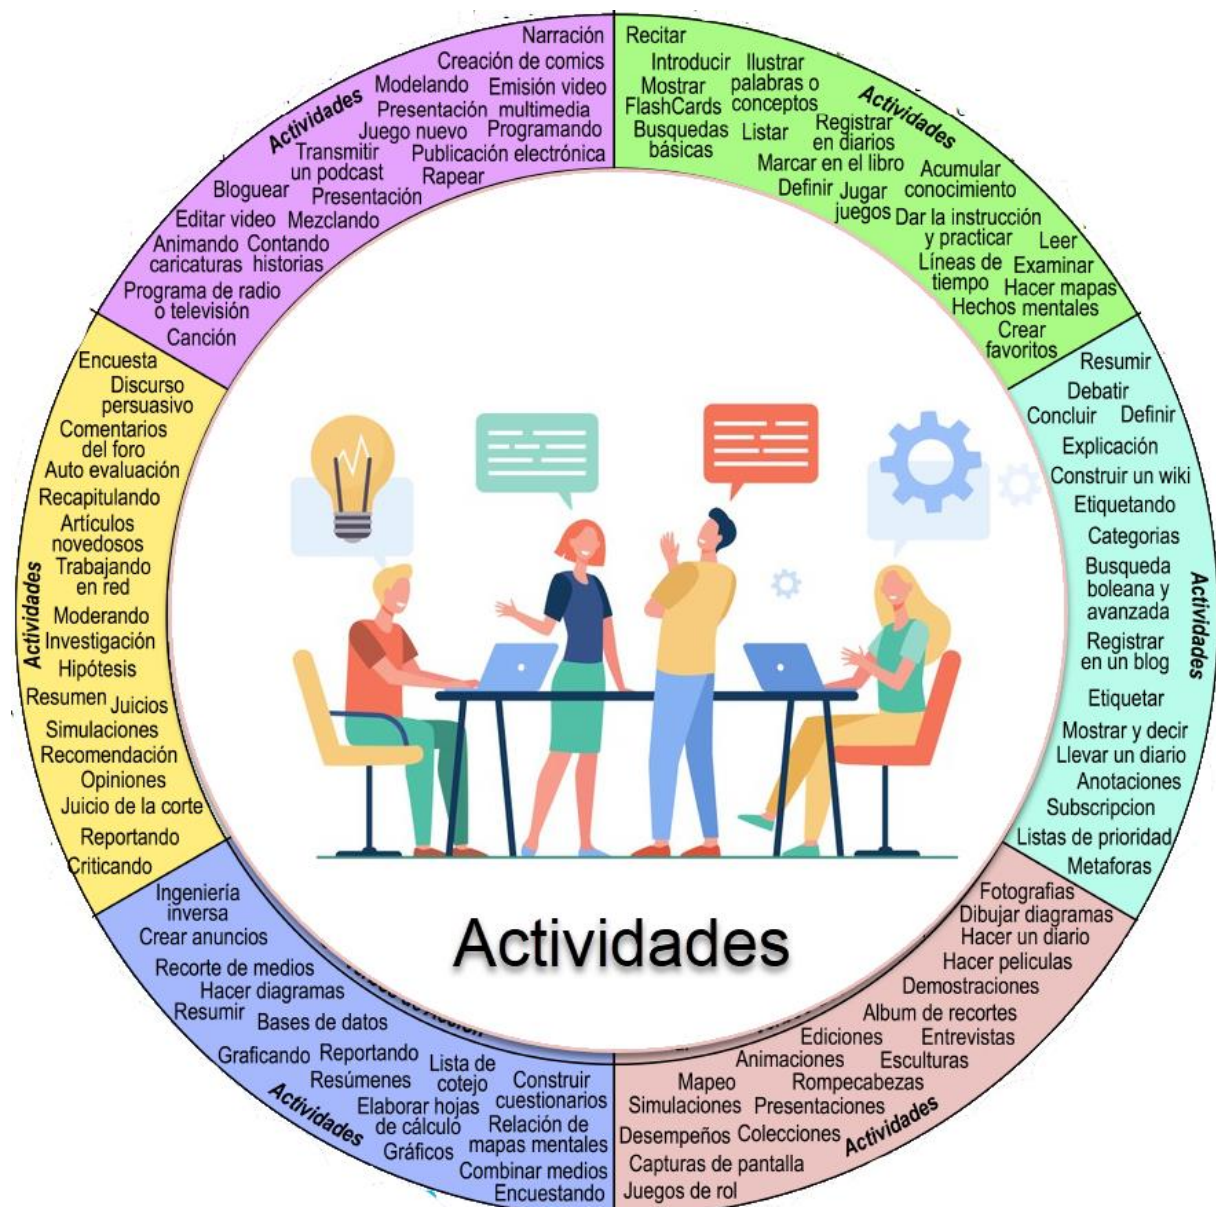 Narración
Creación de comics
Modelando
Emisión video
multimedia
Presentación
Juego nuevo
Programando
Transmitir
un podcast
Publicación electrónica
Bloguear
Presentación
Rapear
Editar video
Mezclando
Animando
caricaturas
Contando
historias
Programa de radio
o televisión
Canción
Actividades
Recitar
Introducir
Ilustrar
palabras o
conceptos
Mostrar
FlashCards
Busquedas
básicas
Listar
Registrar
en diarios
Marcar en el libro
Acumular
conocimiento
Definir
Jugar
juegos
Dar la instrucción
y practicar
Leer
Líneas de
tiempo
Examinar
Hacer mapas
mentales
Hechos
Crear
favoritos
Actividades
Resumir
Debatir
Concluir
Definir
Explicación
Construir un wiki
Etiquetando
Categorias
Busqueda
boleana y
avanzada
Registrar
en un blog
Etiquetar
Mostrar y decir
Llevar un diario
Anotaciones
Subscripcion
Listas de prioridad
Metaforas
Actividades
Fotografias
Dibujar diagramas
Hacer un diario
Hacer peliculas
Demostraciones
Album de recortes
Ediciones
Entrevistas
Animaciones
Esculturas
Mapeo
Rompecabezas
Simulaciones
Presentaciones
Desempeños
Colecciones
Capturas de pantalla
Juegos de rol
Actividades
Ingeniería
inversa
Crear anuncios
Recorte de medios
Hacer diagramas
Resumir
Bases de datos
Graficando
Reportando
Lista de
cotejo
Resúmenes
Construir
cuestionarios
Elaborar hojas
de cálculo
Relación de
mapas mentales
Gráficos
Combinar medios
Encuestando
Actividades
Encuesta
Discurso
persuasivo
Comentarios
del foro
Auto evaluación
Recapitulando
Artículos
novedosos
Trabajando
en red
Moderando
Investigación
Hipótesis
Resumen
Juicios
Simulaciones
Recomendación
Opiniones
Juicio de la corte
Reportando
Criticando
Actividades
Actividades